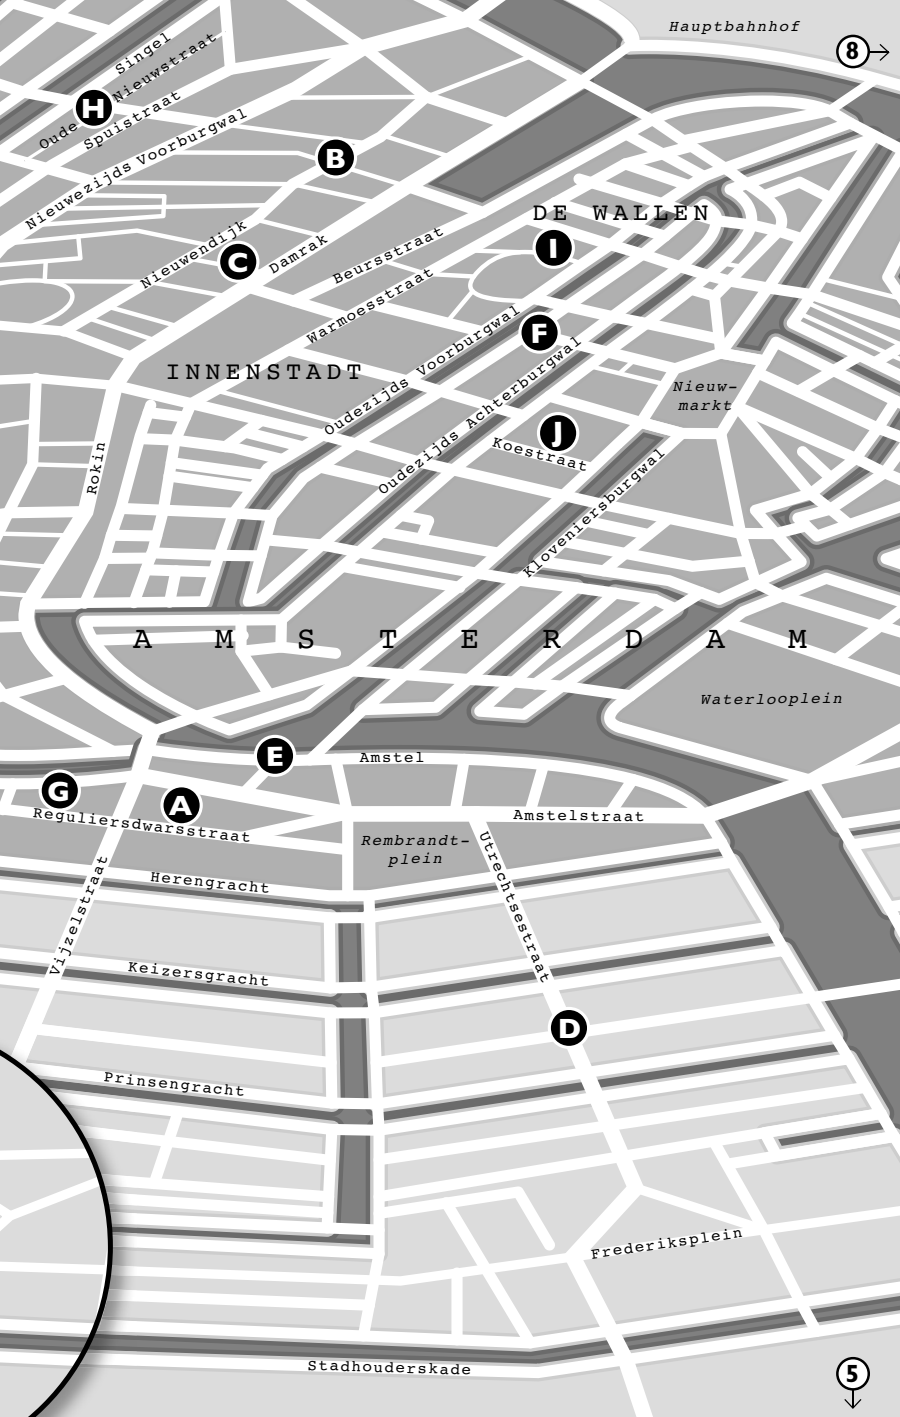 Hauptbahnhof
8
Singel
Oude Nieuwstraat
H
Spuistraat
Nieuwezijds Voorburgwal
B
DE WALLEN
I
Nieuwendijk
C
Damrak
Beursstraat
Warmoesstraat
F
Oudezijds Voorburgwal
INNENSTADT
Oudezijds Achterburgwal
Nieuw-
markt
J
Koestraat
Rokin
Kloveniersburgwal
AMSTERDAM
Waterlooplein
E
Amstel
G
A
Reguliersdwarsstraat
Amstelstraat
Rembrandt-
plein
Utrechtsestraat
Herengracht
Vijzelstraat
Keizersgracht
D
Prinsengracht
Frederiksplein
Stadhouderskade
5